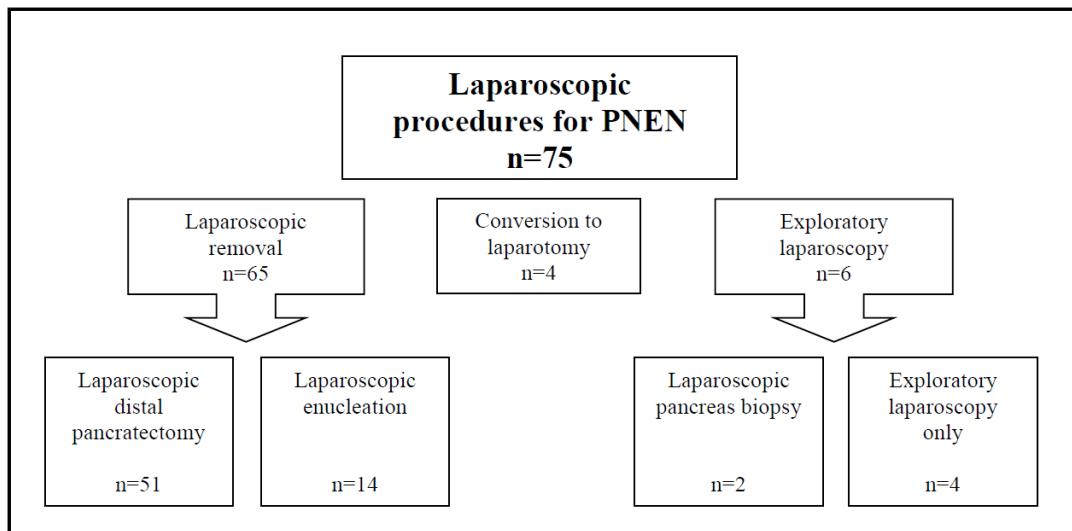 Laparoscopic
procedures for PNEN
n=75
Laparoscopic
removal
n=65
Conversion to
laparotomy
n=4
Exploratory
laparoscopy
n=6
Laparoscopic
distal
pancratectomy
n=51
Laparoscopic
enucleation
n=14
Laparoscopic
pancreas biopsy
n=2
Exploratory
laparoscopy
only
n=4